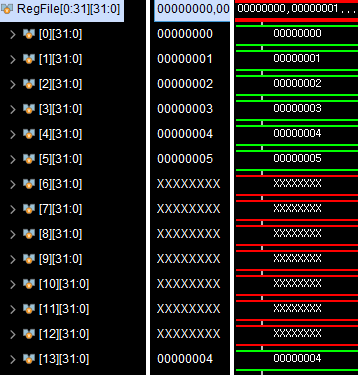 RegFile[0:31][31:0] 00000000,00 00000000,00000001,...
[0][31:0] 00000000 00000000
[1][31:0] 00000001 00000001
[2][31:0] 00000002 00000002
[3][31:0] 00000003 00000003
[4][31:0] 00000004 00000004
[5][31:0] 00000005 00000005
[6][31:0] XXXXXXXX XXXXXXXX
[7][31:0] XXXXXXXX XXXXXXXX
[8][31:0] XXXXXXXX XXXXXXXX
[9][31:0] XXXXXXXX XXXXXXXX
[10][31:0] XXXXXXXX XXXXXXXX
[11][31:0] XXXXXXXX XXXXXXXX
[12][31:0] XXXXXXXX XXXXXXXX
[13][31:0] 00000004 00000004